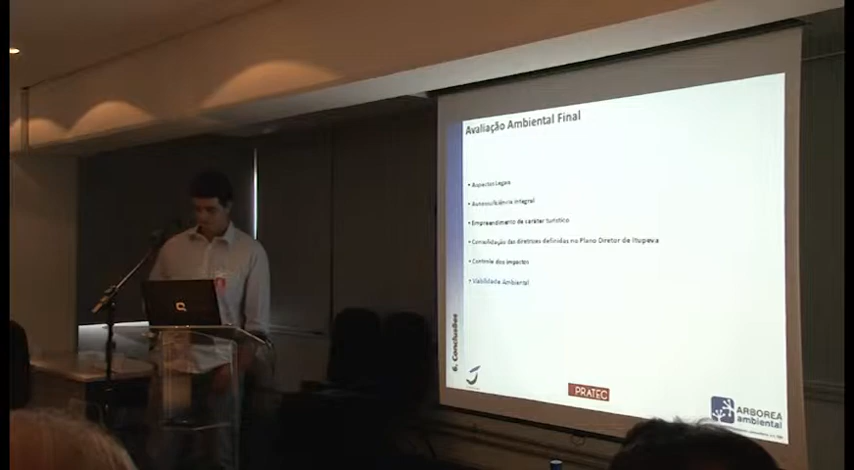 Avaliação Ambiental Final
• Aspectos Legais
• Autossuficiência integral
• Empreendimento de caráter turístico
• Consolidação das diretrizes definidas no Plano Diretor de Itupeva
• Controle dos impactos
• Viabilidade Ambiental
6. Conclusões
PRATEC
ARBOREA
ambiental